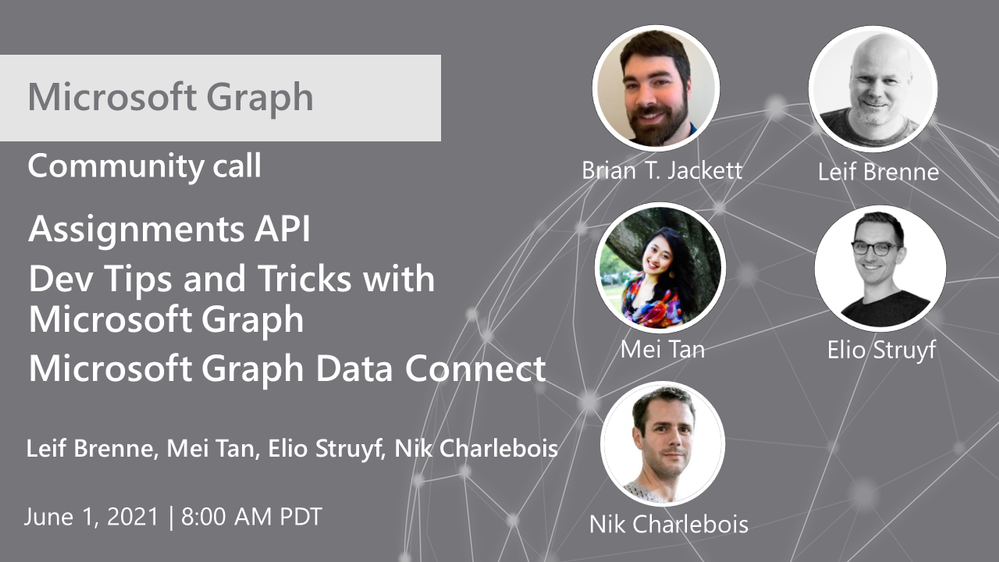 Microsoft Graph
Community call
Assignments API
Dev Tips and Tricks with
Microsoft Graph
Microsoft Graph Data Connect
Leif Brenne, Mei Tan, Elio Struyf, Nik Charlebois
June 1, 2021 | 8:00 AM PDT
Brian T. Jackett
Leif Brenne
Mei Tan
Elio Struyf
Nik Charlebois